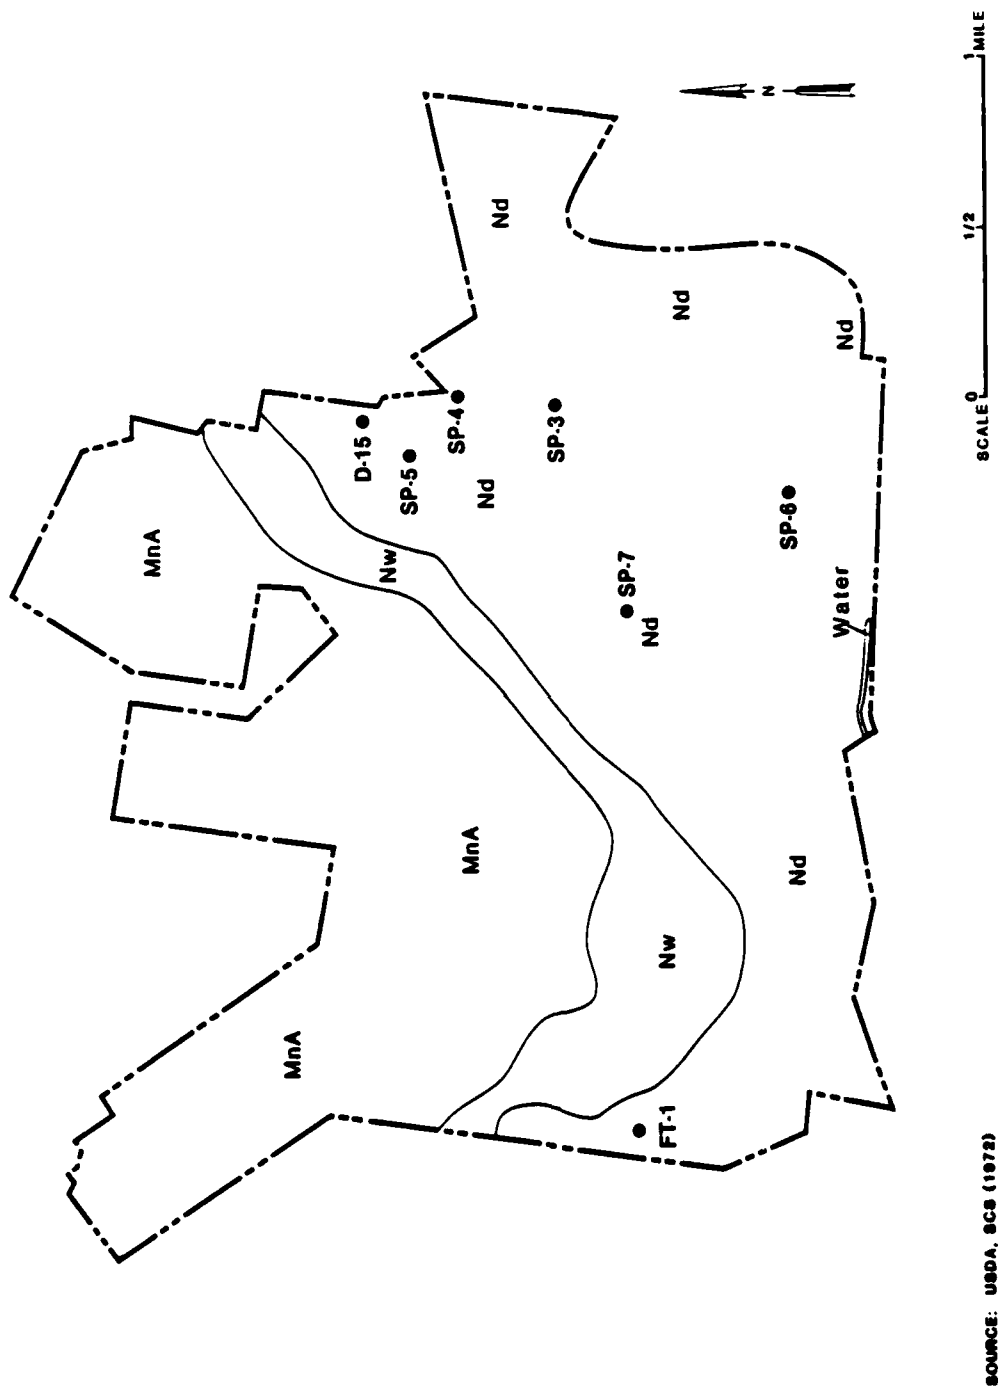 MnA
MnA
MnA
Nw
Nw
Nd
Nd
Nd
Nd
Nd
Nd
D-15
SP-5
SP-4
SP-3
SP-7
SP-6
FT-1
Water
N
SCALE 0 1/2 1 MILE
SOURCE: USDA, SCS (1972)